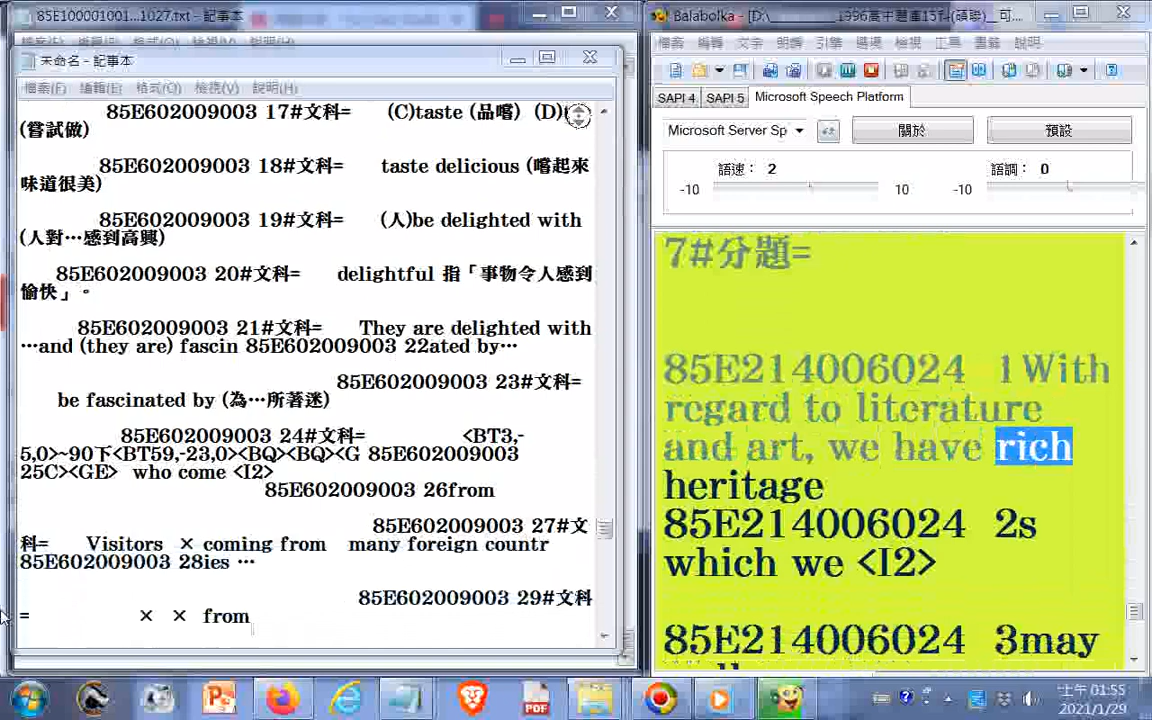 85E100001001...1027.txt - 記事本
未命名 - 記事本
檔案(F) 編輯(E) 格式(O) 檢視(V) 說明(H)
85E602009003 17#文科= (C)taste (品嚐) (D)
(嘗試做)
85E602009003 18#文科= taste delicious (嚐起來
味道很美)
85E602009003 19#文科= (人)be delighted with
(人對…感到高興)
85E602009003 20#文科= delightful 指「事物令人感到
愉快」。
85E602009003 21#文科= They are delighted with
…and (they are) fascin 85E602009003 22ated by…
85E602009003 23#文科=
be fascinated by (為…所著迷)
85E602009003 24#文科= <BT3,-
5,0>~90下<BT59,-23,0><BQ><BQ><G 85E602009003
25C><GE> who come <I2>
85E602009003 26from
85E602009003 27#文
科= Visitors × coming from many foreign countr
85E602009003 28ies …
85E602009003 29#文科
= × × from
Balabolka - [D:\
檔案 編輯 文字 朗讀 引擎 選項 檢視 工具 書籤 說明
SAPI 4 SAPI 5 Microsoft Speech Platform
Microsoft Server Sp 關於 預設
語速： 2 語調： 0
-10 10 -10
7#分題=
85E214006024 1With
regard to literature
and art, we have rich
heritage
85E214006024 2s
which we <I2>
85E214006024 3may
PDF
上午 01:55
2021/1/29